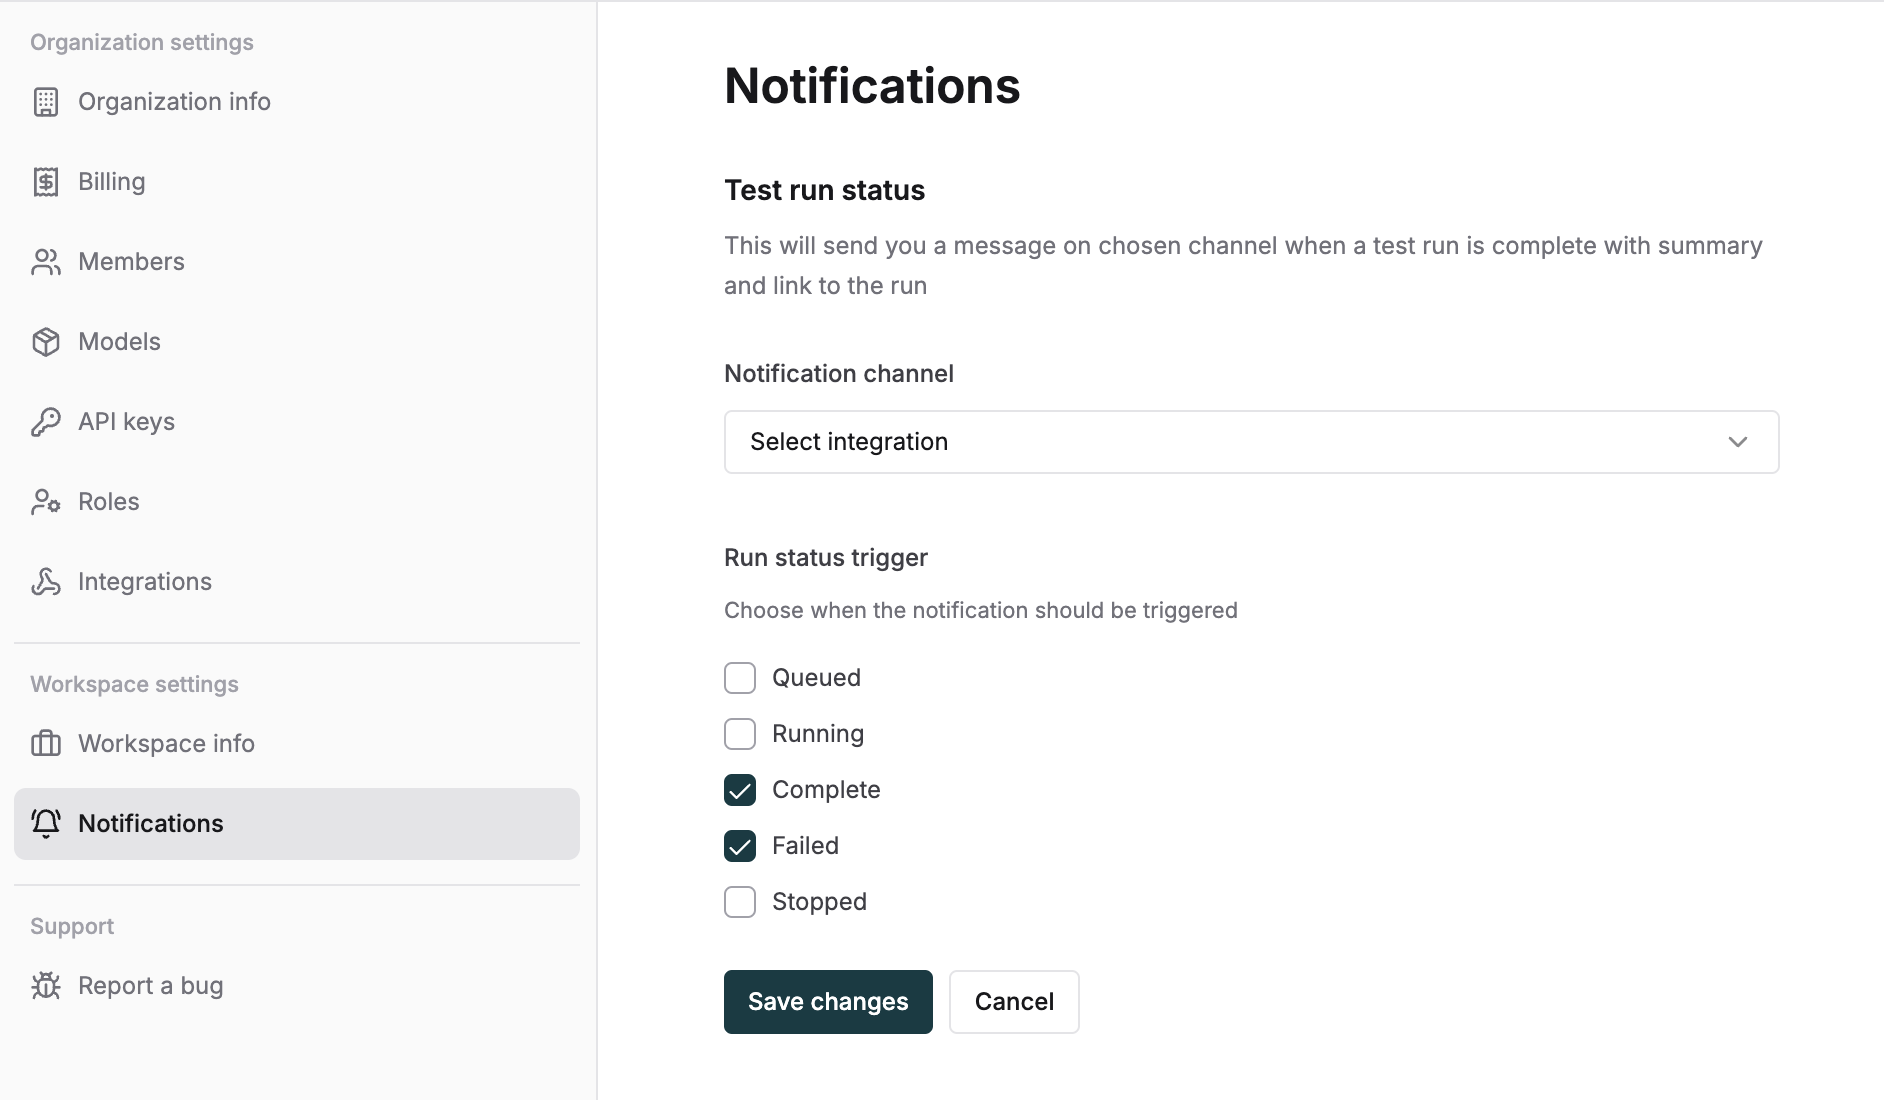 Organization settings
Organization info
Billing
Members
Models
API keys
Roles
Integrations
Workspace settings
Workspace info
Notifications
Support
Report a bug
Notifications
Test run status
This will send you a message on chosen channel when a test run is complete with summary
and link to the run
Notification channel
Select integration
Run status trigger
Choose when the notification should be triggered
Queued
Running
Complete
Failed
Stopped
Save changes
Cancel